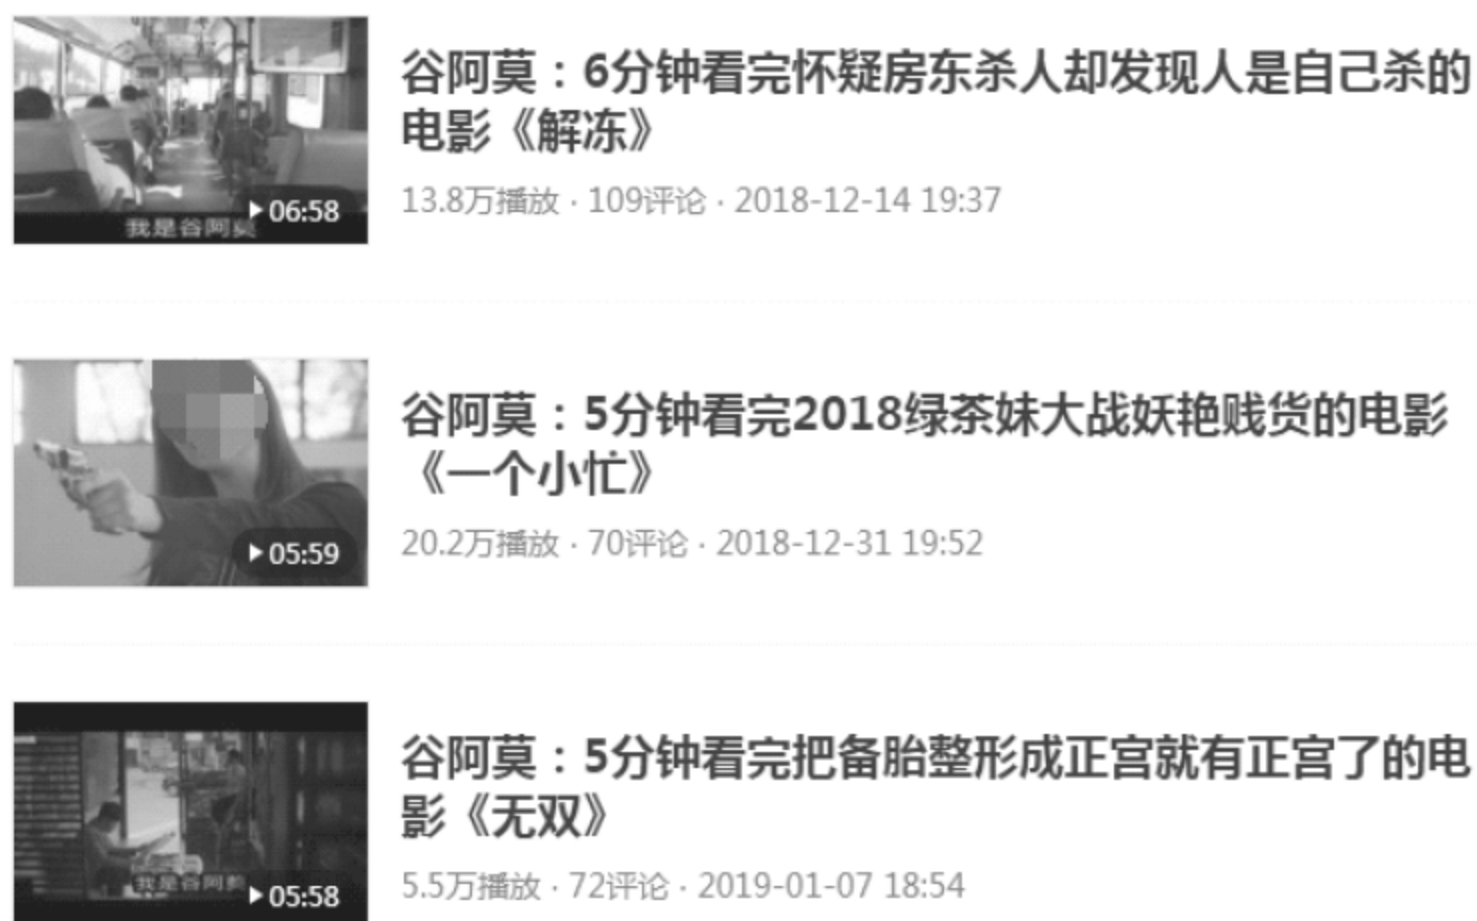 谷阿莫：6分钟看完怀疑房东杀人却发现人是自己杀的
电影《解冻》
13.8万播放 · 109评论 · 2018-12-14 19:37
06:58
我是谷阿莫
谷阿莫：5分钟看完2018绿茶妹大战妖艳贱货的电影
《一个小忙》
20.2万播放 · 70评论 · 2018-12-31 19:52
05:59
谷阿莫：5分钟看完把备胎整形成正宫就有正宫了的电
影《无双》
5.5万播放 · 72评论 · 2019-01-07 18:54
我是谷阿莫
05:58